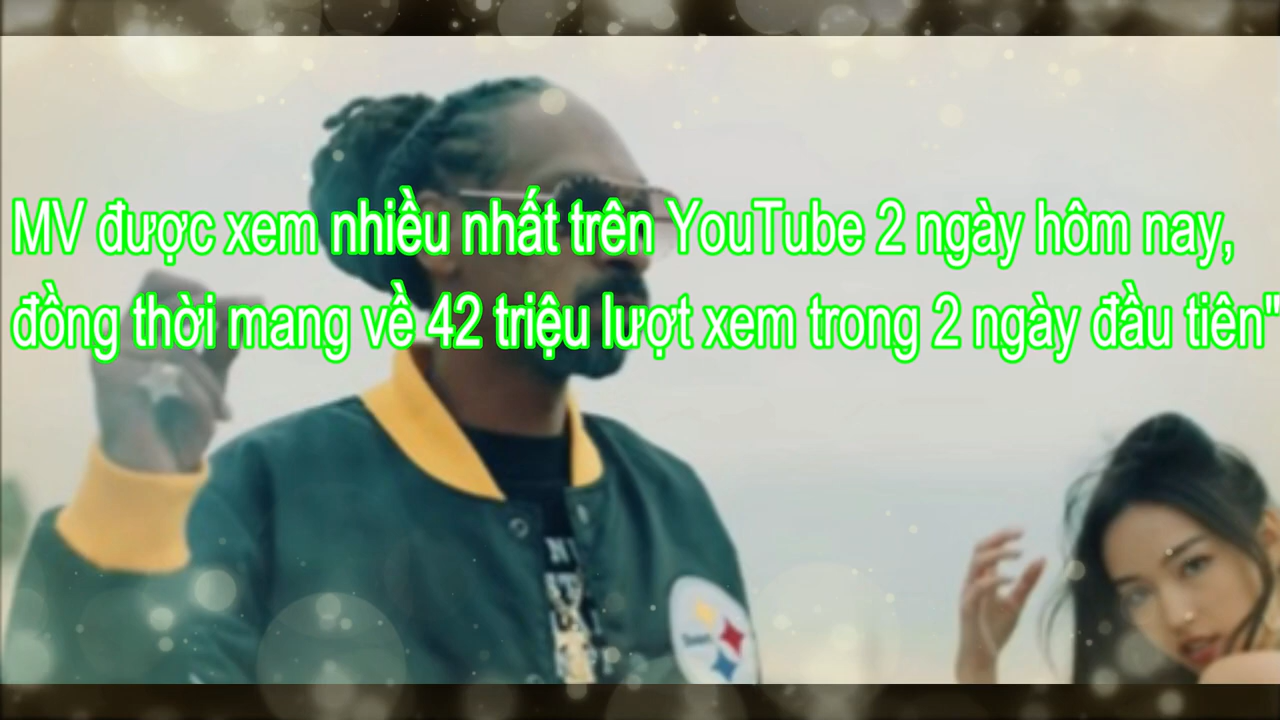 MV được xem nhiều nhất trên YouTube 2 ngày hôm nay,
đồng thời mang về 42 triệu lượt xem trong 2 ngày đầu tiên"